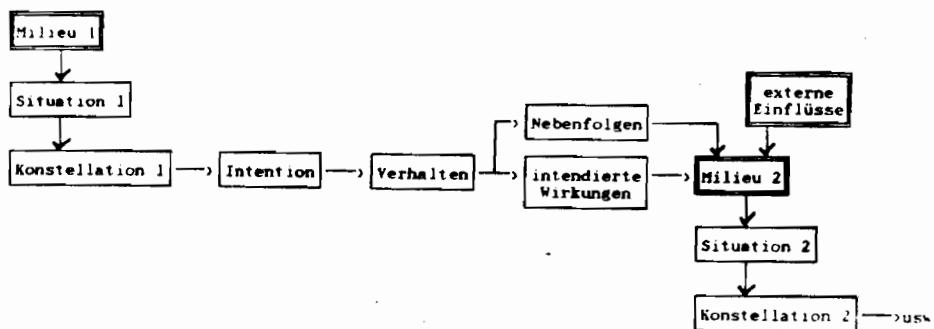 Milieu 1
Situation 1
Konstellation 1
Intention
Verhalten
Nebenfolgen
intendierte
Wirkungen
externe
Einflüsse
Milieu 2
Situation 2
Konstellation 2
usw